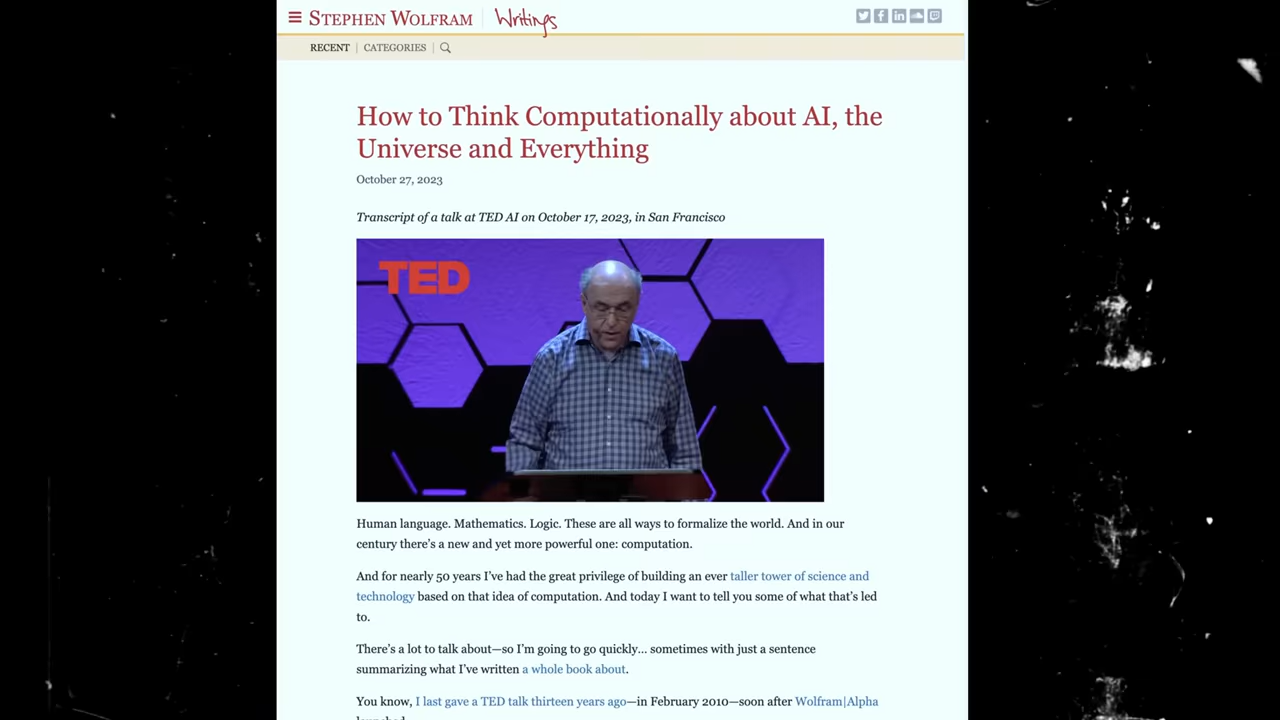 STEPHEN WOLFRAM Writings
RECENT | CATEGORIES
How to Think Computationally about AI, the
Universe and Everything
October 27, 2023
Transcript of a talk at TED AI on October 17, 2023, in San Francisco
TED
Human language. Mathematics. Logic. These are all ways to formalize the world. And in our
century there’s a new and yet more powerful one: computation.
And for nearly 50 years I’ve had the great privilege of building an ever taller tower of science and
technology based on that idea of computation. And today I want to tell you some of what that’s led
to.
There’s a lot to talk about—so I’m going to go quickly… sometimes with just a sentence
summarizing what I’ve written a whole book about.
You know, I last gave a TED talk thirteen years ago—in February 2010—soon after Wolfram|Alpha
launched.